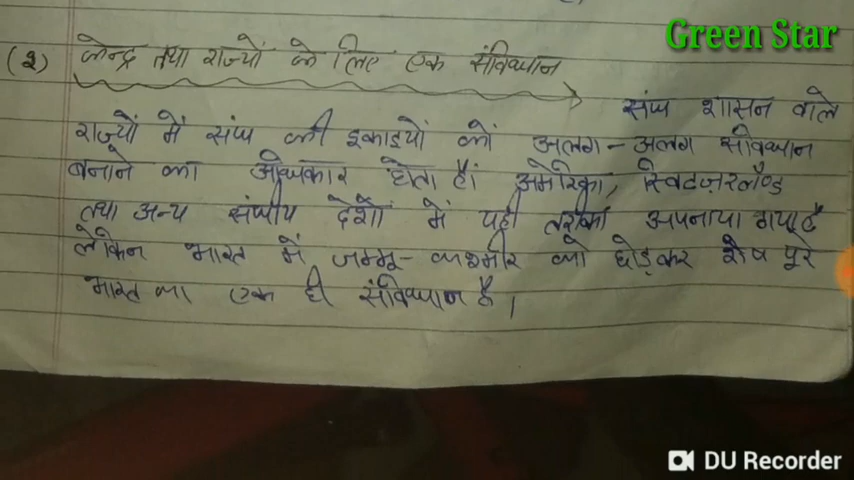 Green Star
(२) केन्द्र तथा राज्यों के लिए एक संविधान
संघ शासन वाले
राज्यों में संघ की इकाइयों को अलग-अलग संविधान
बनाने का अधिकार होता है। अमेरिका, स्विटज़रलैण्ड
तथा अन्य संघीय देशों में यही तरीका अपनाया गया है
लेकिन भारत में जम्मू-कश्मीर को छोड़कर शेष पूरे
भारत का एक ही संविधान है।
DU Recorder